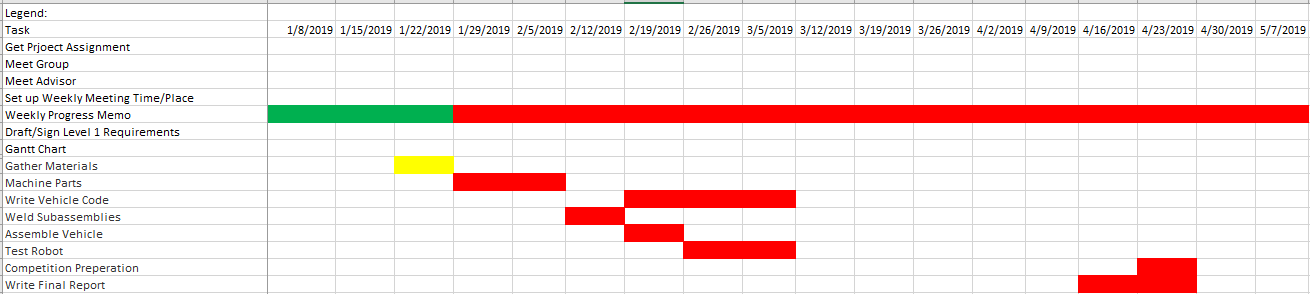 Legend:
Task 1/8/2019 1/15/2019 1/22/2019 1/29/2019 2/5/2019 2/12/2019 2/19/2019 2/26/2019 3/5/2019 3/12/2019 3/19/2019 3/26/2019 4/2/2019 4/9/2019 4/16/2019 4/23/2019 4/30/2019 5/7/2019
Get Prjoect Assignment
Meet Group
Meet Advisor
Set up Weekly Meeting Time/Place
Weekly Progress Memo
Draft/Sign Level 1 Requirements
Gantt Chart
Gather Materials
Machine Parts
Write Vehicle Code
Weld Subassemblies
Assemble Vehicle
Test Robot
Competition Preperation
Write Final Report